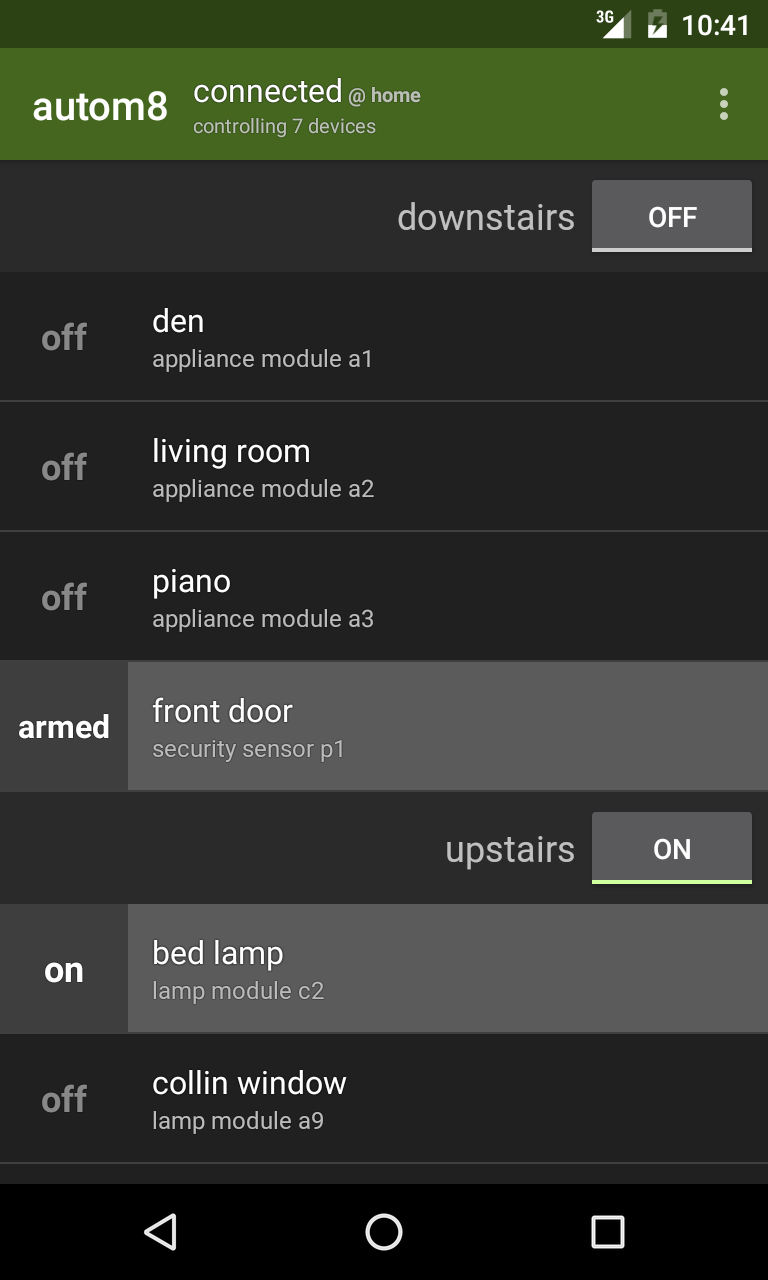 3G 10:41
autom8 connected @ home
controlling 7 devices
downstairs OFF
off den
appliance module a1
off living room
appliance module a2
off piano
appliance module a3
armed front door
security sensor p1
upstairs ON
on bed lamp
lamp module c2
off collin window
lamp module a9